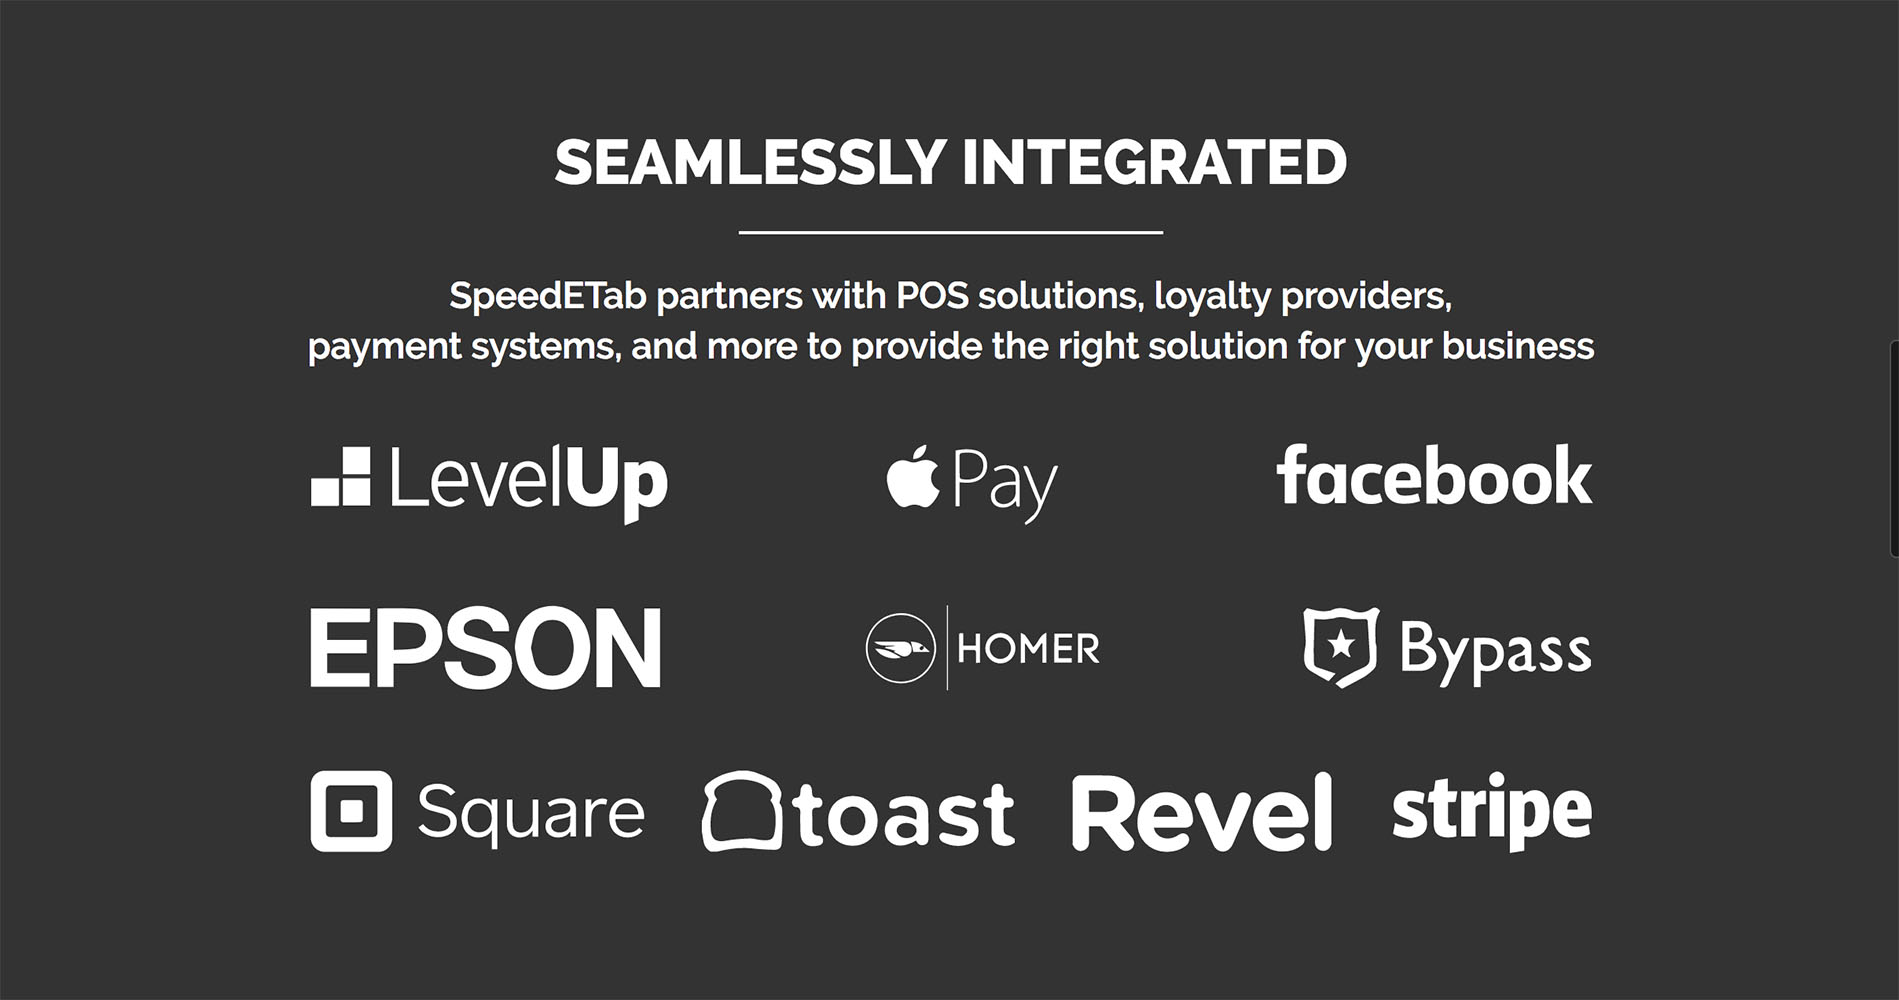 SEAMLESSLY INTEGRATED
SpeedETab partners with POS solutions, loyalty providers,
payment systems, and more to provide the right solution for your business
LevelUp
Pay
facebook
EPSON
HOMER
Bypass
Square
toast
Revel
stripe